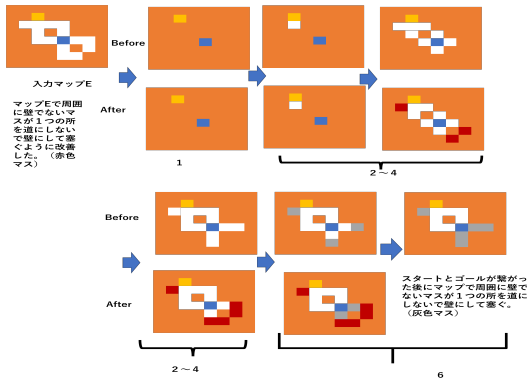 Before
入力マップE
After
マップEで周囲
に壁でないマ
スが１つの所
を道にしない
で壁にして塞
ぐように改善
した。（赤色
マス）
1
2～4
Before
After
スタートとゴールが繋がっ
た後にマップで周囲に壁で
ないマスが１つの所を道に
しないで壁にして塞ぐ。
（灰色マス）
2～4
6